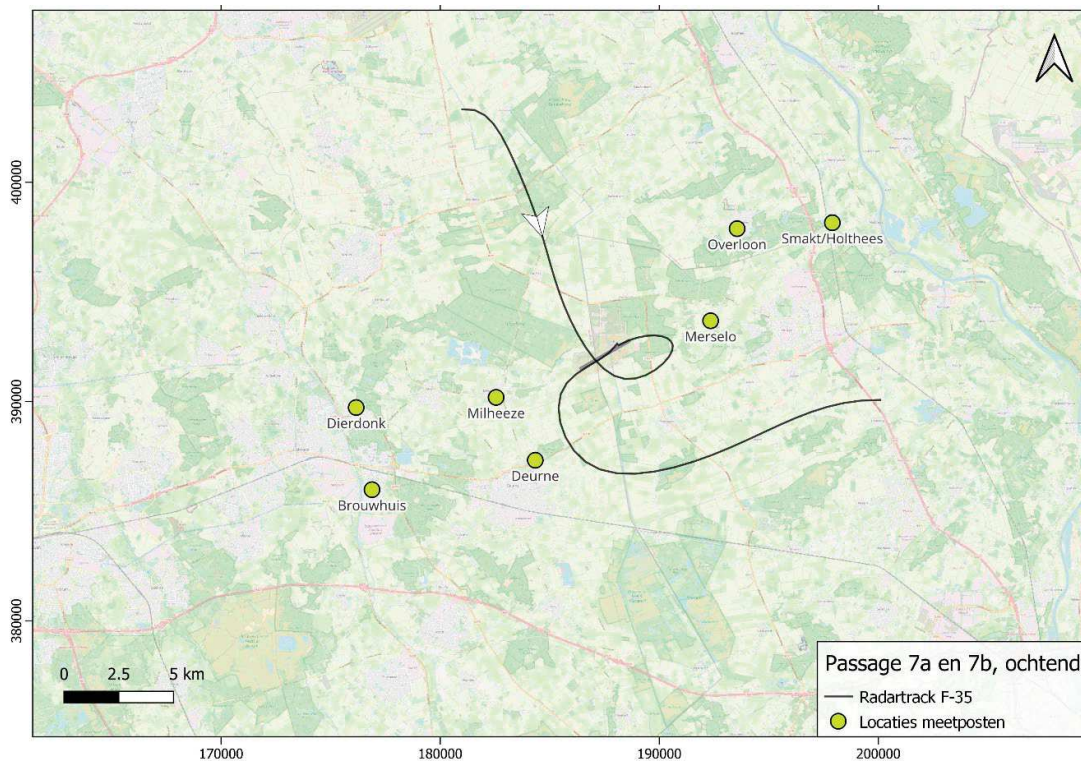 400000
390000
380000
Overloon
Smakt/Holthees
Merselo
Milheeze
Dierdonk
Deurne
Brouwhuis
0 2.5 5 km
Passage 7a en 7b, ochtend
Radartrack F-35
Locaties meetposten
170000 180000 190000 200000